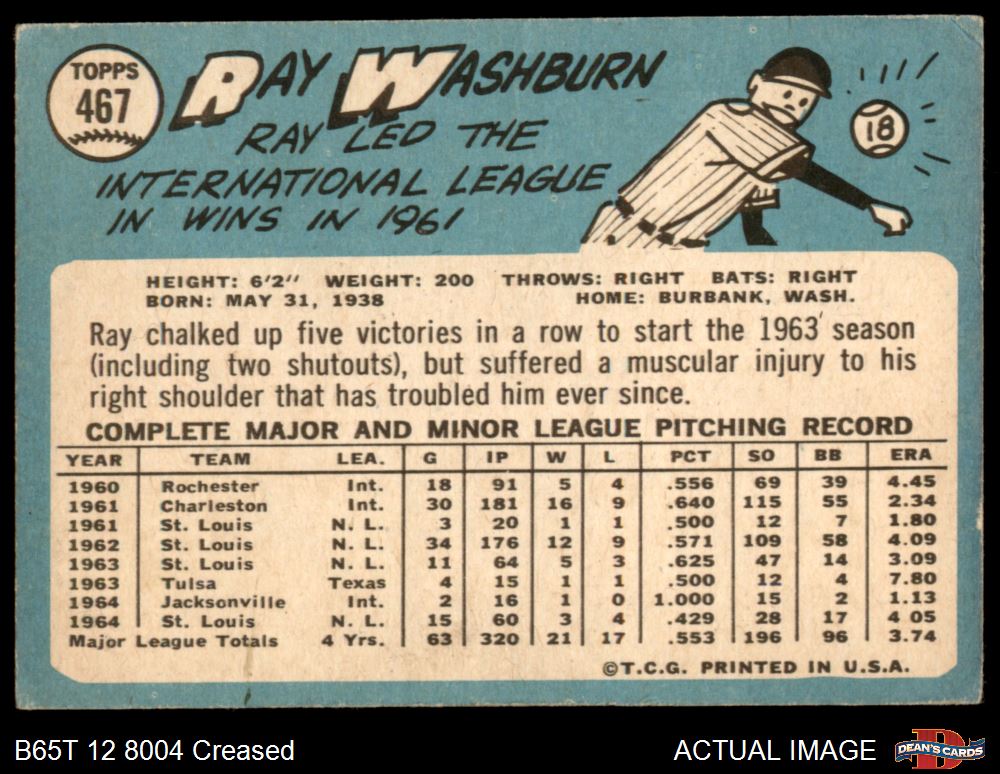 TOPPS
467
RAY WASHBURN
RAY LED THE
INTERNATIONAL LEAGUE
IN WINS IN 1961
18
HEIGHT: 6'2" WEIGHT: 200 THROWS: RIGHT BATS: RIGHT
BORN: MAY 31, 1938 HOME: BURBANK, WASH.
Ray chalked up five victories in a row to start the 1963 season
(including two shutouts), but suffered a muscular injury to his
right shoulder that has troubled him ever since.
COMPLETE MAJOR AND MINOR LEAGUE PITCHING RECORD
YEAR TEAM LEA. G IP W L PCT SO BB ERA
1960 Rochester Int. 18 91 5 4 .556 69 39 4.45
1961 Charleston Int. 30 181 16 9 .640 115 55 2.34
1961 St. Louis N. L. 3 20 1 1 .500 12 7 1.80
1962 St. Louis N. L. 34 176 12 9 .571 109 58 4.09
1963 St. Louis N. L. 11 64 5 3 .625 47 14 3.09
1963 Tulsa Texas 4 15 1 1 .500 12 4 7.80
1964 Jacksonville Int. 2 16 1 0 1.000 15 2 1.13
1964 St. Louis N. L. 15 60 3 4 .429 28 17 4 05
Major League Totals 4 Yrs. 63 320 21 17 .553 196 96 3.74
©T.C.G. PRINTED IN U.S.A.
B65T 12 8004 Creased
ACTUAL IMAGE
D
DEAN'S CARDS